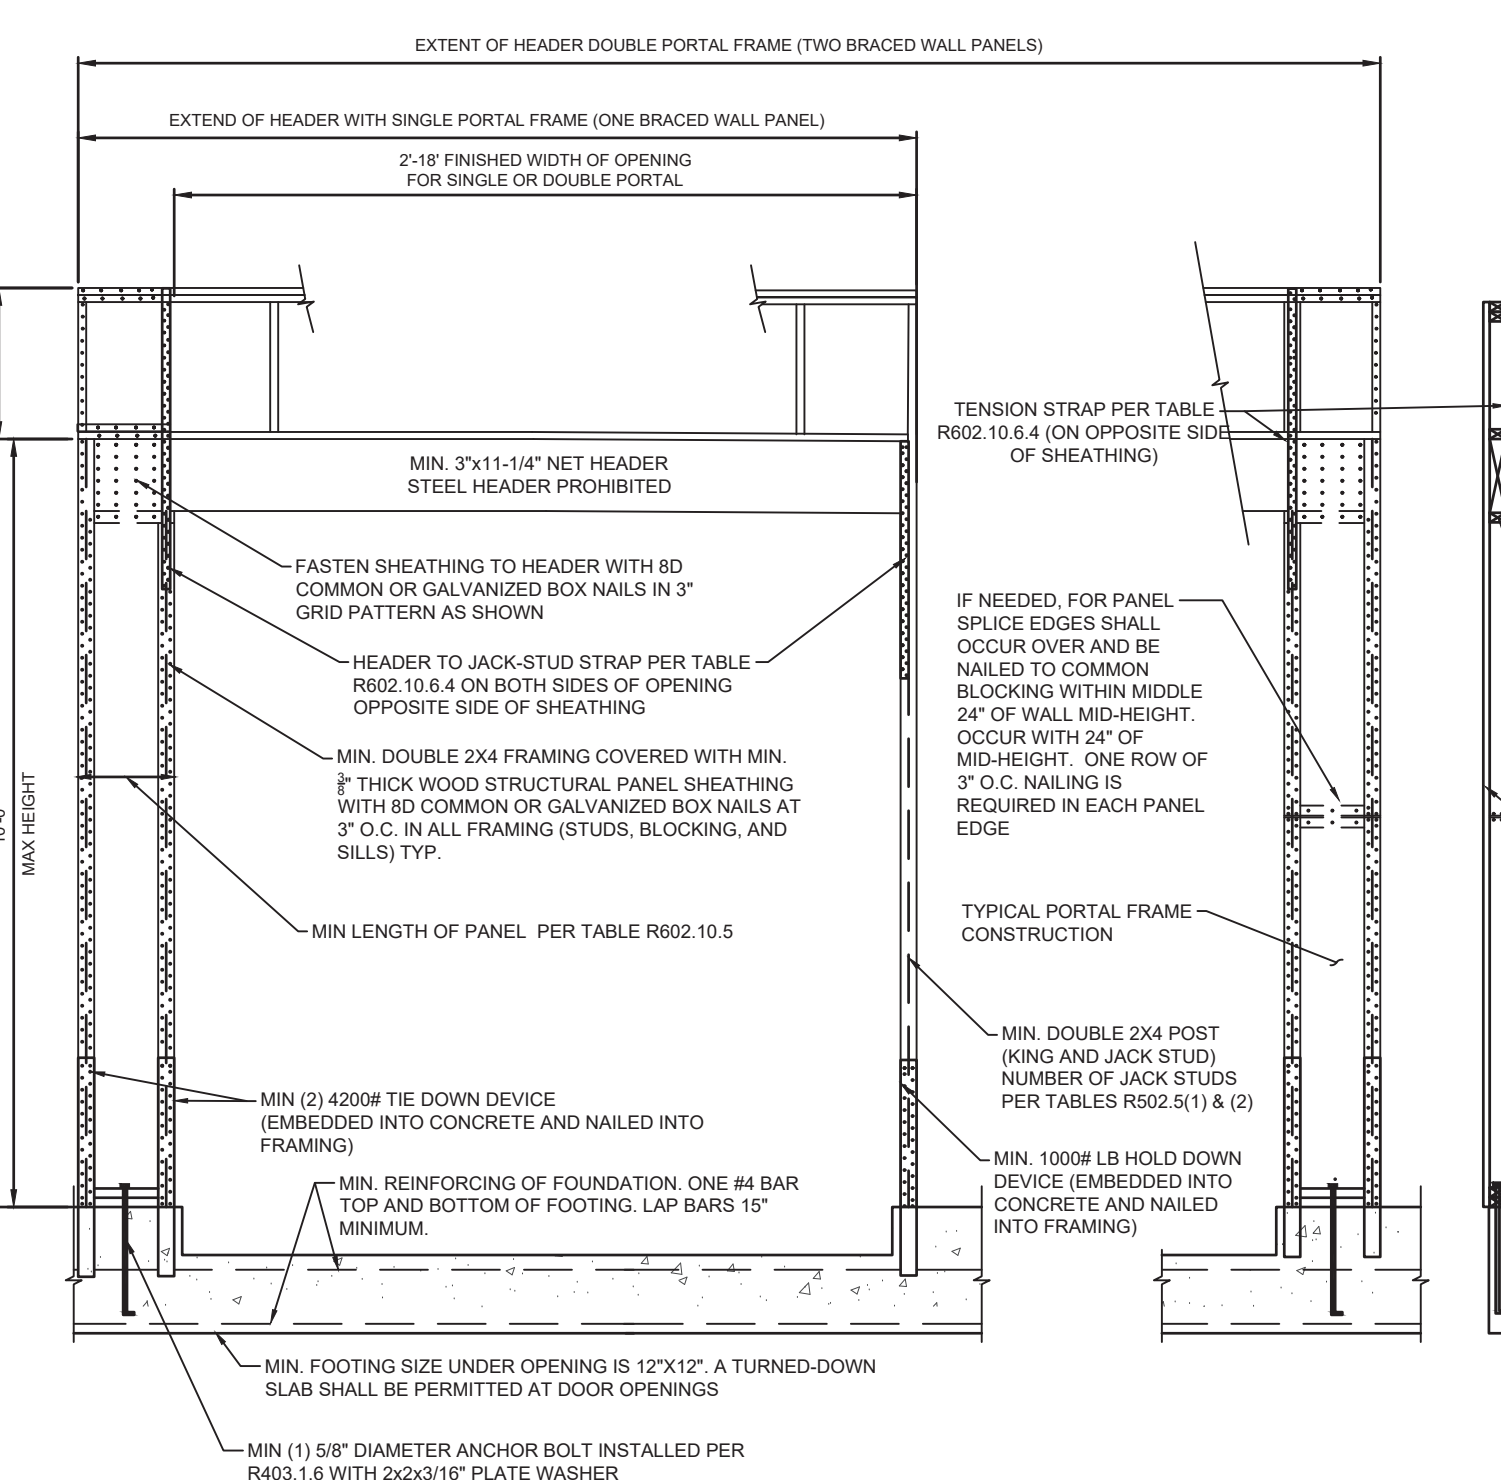 EXTENT OF HEADER DOUBLE PORTAL FRAME (TWO BRACED WALL PANELS)
EXTEND OF HEADER WITH SINGLE PORTAL FRAME (ONE BRACED WALL PANEL)
2'-18' FINISHED WIDTH OF OPENING
FOR SINGLE OR DOUBLE PORTAL
TENSION STRAP PER TABLE
R602.10.6.4 (ON OPPOSITE SIDE
OF SHEATHING)
MIN. 3"x11-1/4" NET HEADER
STEEL HEADER PROHIBITED
FASTEN SHEATHING TO HEADER WITH 8D
COMMON OR GALVANIZED BOX NAILS IN 3"
GRID PATTERN AS SHOWN
IF NEEDED, FOR PANEL
SPLICE EDGES SHALL
OCCUR OVER AND BE
NAILED TO COMMON
BLOCKING WITHIN MIDDLE
24" OF WALL MID-HEIGHT.
OCCUR WITH 24" OF
MID-HEIGHT.  ONE ROW OF
3" O.C. NAILING IS
REQUIRED IN EACH PANEL
EDGE
HEADER TO JACK-STUD STRAP PER TABLE
R602.10.6.4 ON BOTH SIDES OF OPENING
OPPOSITE SIDE OF SHEATHING
MIN. DOUBLE 2X4 FRAMING COVERED WITH MIN.
3/8" THICK WOOD STRUCTURAL PANEL SHEATHING
WITH 8D COMMON OR GALVANIZED BOX NAILS AT
3" O.C. IN ALL FRAMING (STUDS, BLOCKING, AND
SILLS) TYP.
MAX HEIGHT
MIN LENGTH OF PANEL  PER TABLE R602.10.5
TYPICAL PORTAL FRAME
CONSTRUCTION
MIN. DOUBLE 2X4 POST
(KING AND JACK STUD)
NUMBER OF JACK STUDS
PER TABLES R502.5(1) & (2)
MIN (2) 4200# TIE DOWN DEVICE
(EMBEDDED INTO CONCRETE AND NAILED INTO
FRAMING)
MIN. 1000# LB HOLD DOWN
DEVICE (EMBEDDED INTO
CONCRETE AND NAILED
INTO FRAMING)
MIN. REINFORCING OF FOUNDATION. ONE #4 BAR
TOP AND BOTTOM OF FOOTING. LAP BARS 15"
MINIMUM.
MIN. FOOTING SIZE UNDER OPENING IS 12"X12". A TURNED-DOWN
SLAB SHALL BE PERMITTED AT DOOR OPENINGS
MIN (1) 5/8" DIAMETER ANCHOR BOLT INSTALLED PER
R403.1.6 WITH 2x2x3/16" PLATE WASHER